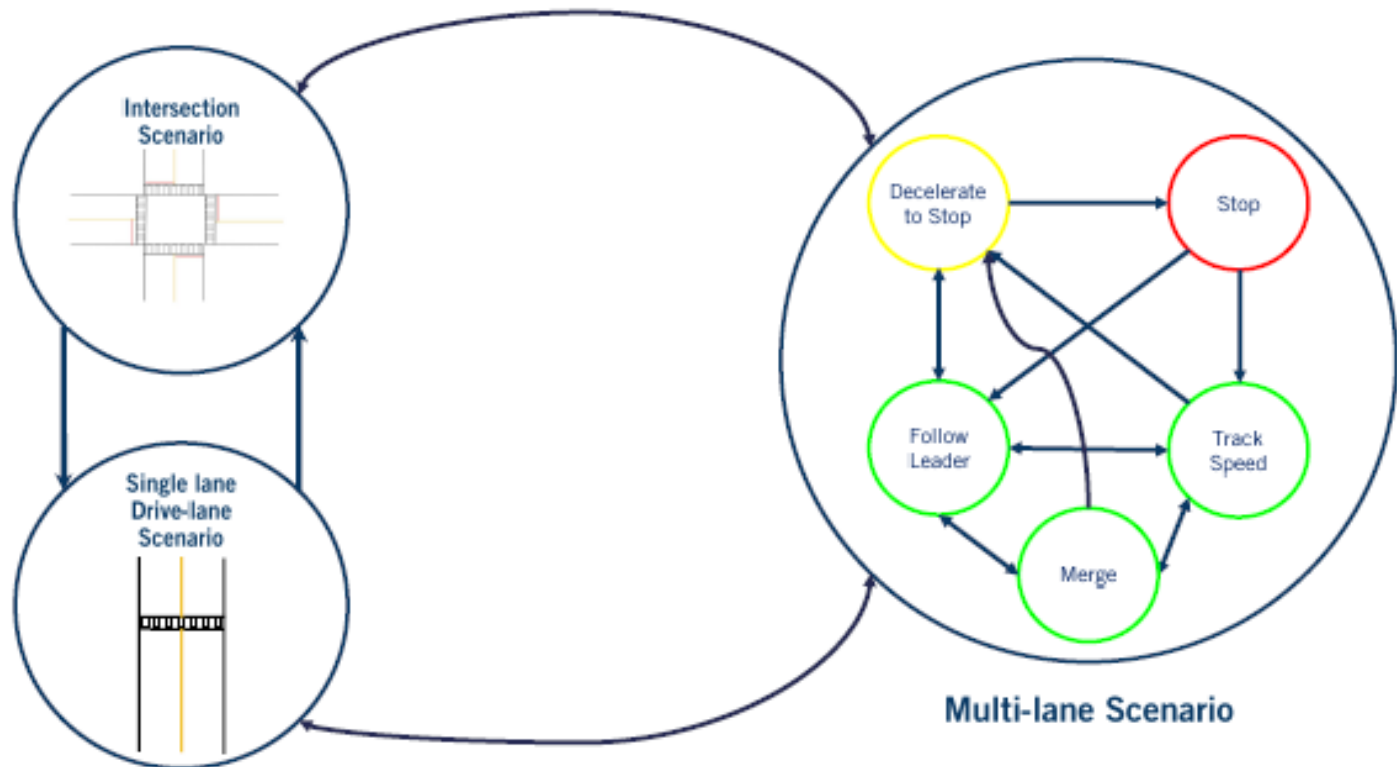 Intersection
Scenario
Single lane
Drive-lane
Scenario
Decelerate
to Stop
Stop
Follow
Leader
Track
Speed
Merge
Multi-lane Scenario